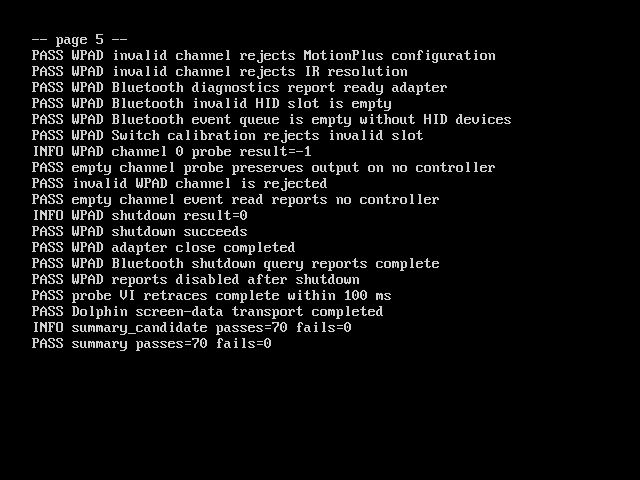 -- page 5 --
PASS WPAD invalid channel rejects MotionPlus configuration
PASS WPAD invalid channel rejects IR resolution
PASS WPAD Bluetooth diagnostics report ready adapter
PASS WPAD Bluetooth invalid HID slot is empty
PASS WPAD Bluetooth event queue is empty without HID devices
PASS WPAD Switch calibration rejects invalid slot
INFO WPAD channel 0 probe result=-1
PASS empty channel probe preserves output on no controller
PASS invalid WPAD channel is rejected
PASS empty channel event read reports no controller
INFO WPAD shutdown result=0
PASS WPAD shutdown succeeds
PASS WPAD adapter close completed
PASS WPAD Bluetooth shutdown query reports complete
PASS WPAD reports disabled after shutdown
PASS probe VI retraces complete within 100 ms
PASS Dolphin screen-data transport completed
INFO summary_candidate passes=70 fails=0
PASS summary passes=70 fails=0